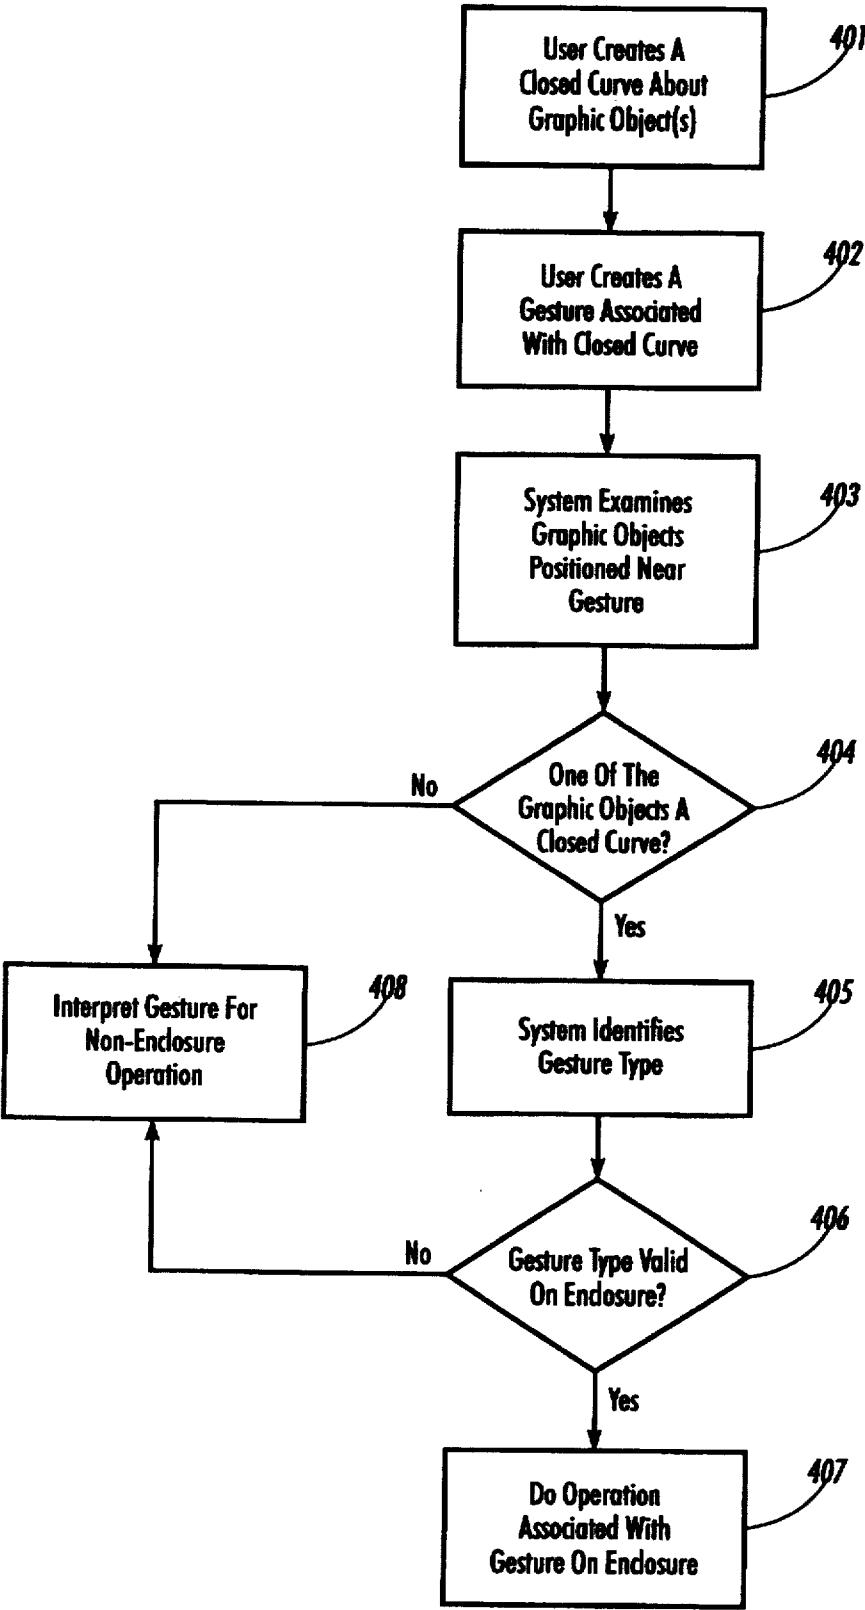 401
User Creates A
Closed Curve About
Graphic Object(s)
402
User Creates A
Gesture Associated
With Closed Curve
403
System Examines
Graphic Objects
Positioned Near
Gesture
404
One Of The
Graphic Objects A
Closed Curve?
No
Yes
408
Interpret Gesture For
Non-Enclosure
Operation
405
System Identifies
Gesture Type
406
Gesture Type Valid
On Enclosure?
No
Yes
407
Do Operation
Associated With
Gesture On Enclosure